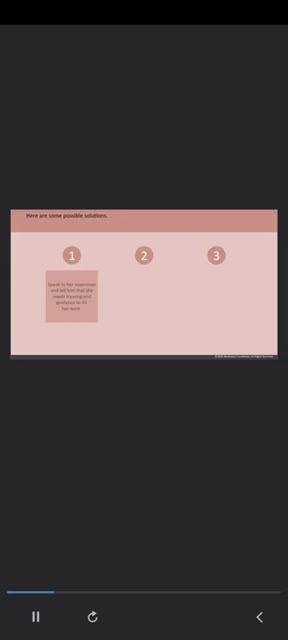 Here are some possible solutions.
1
2
3
Speak to her supervisor
and tell him that she
needs training and
guidance to do
her work